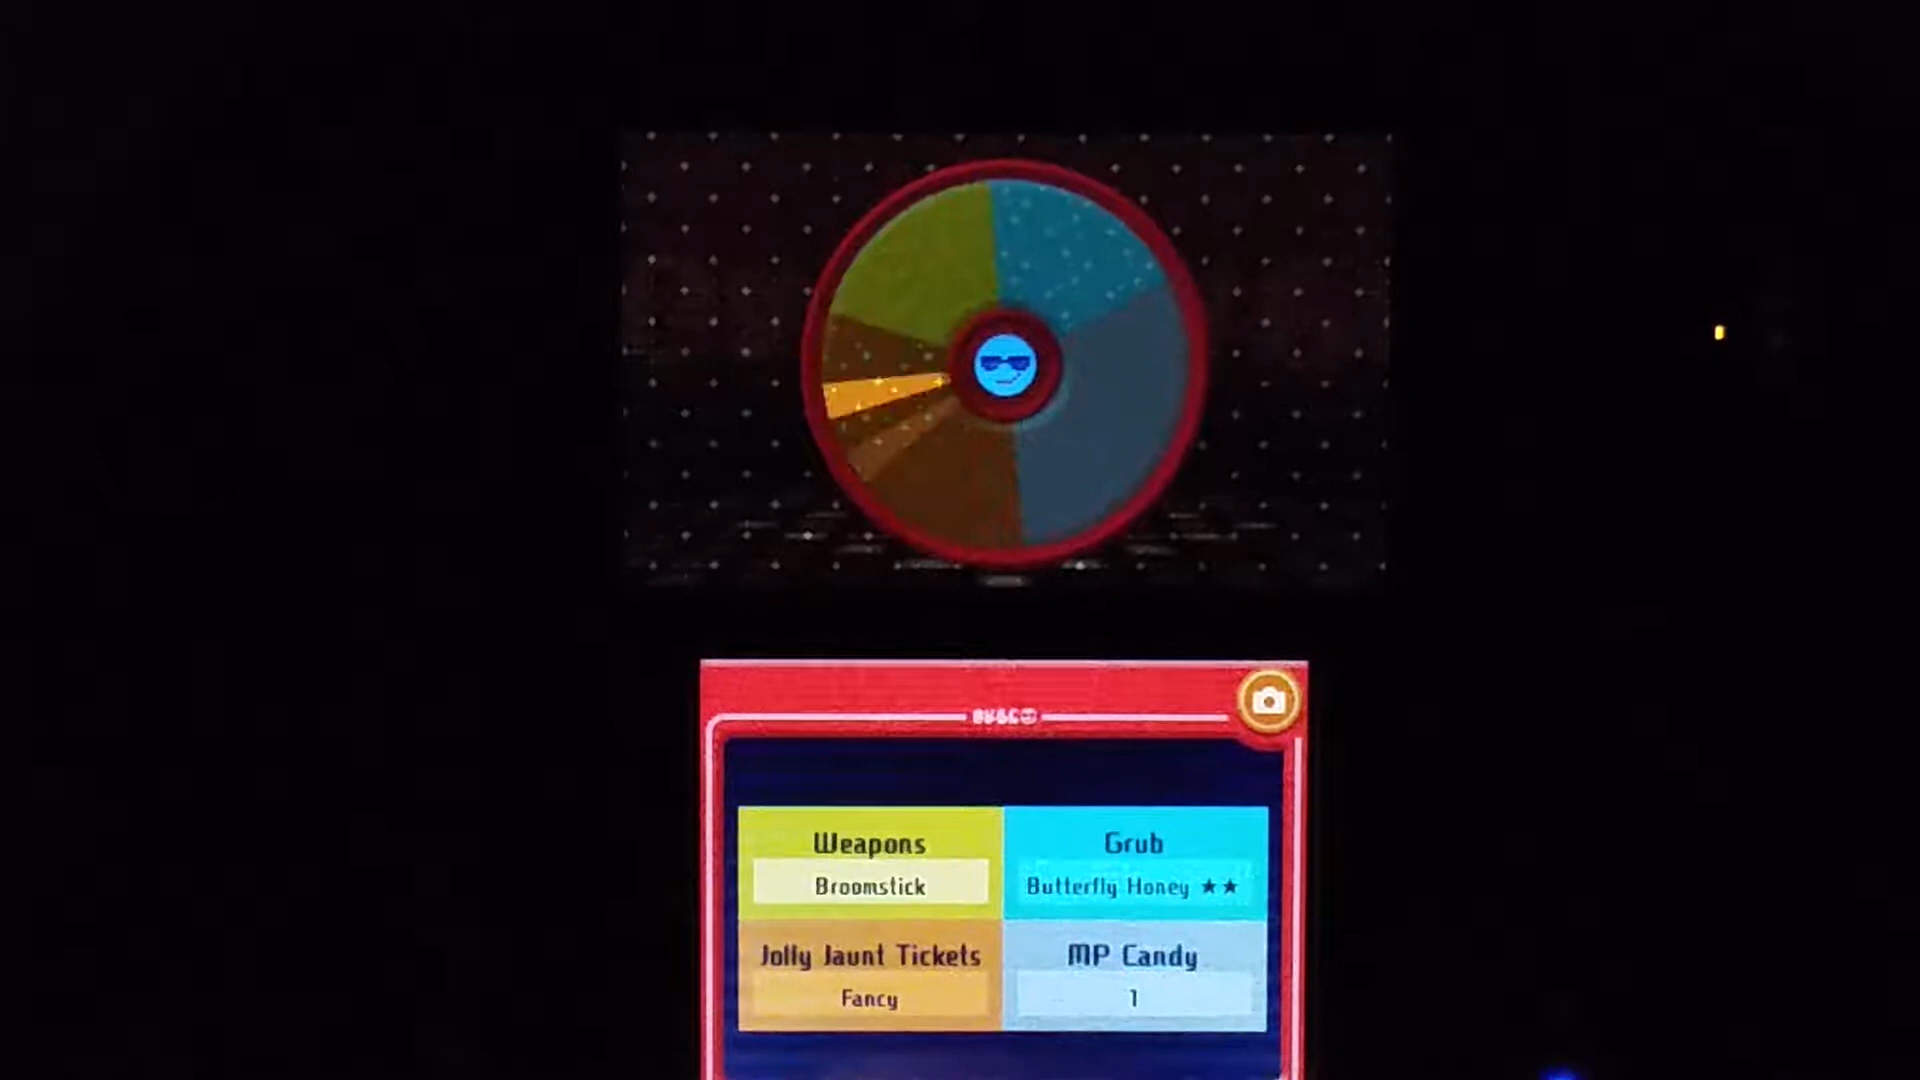 Weapons
Broomstick
Grub
Butterfly Honey ★★
Jolly Jaunt Tickets
Fancy
MP Candy
1